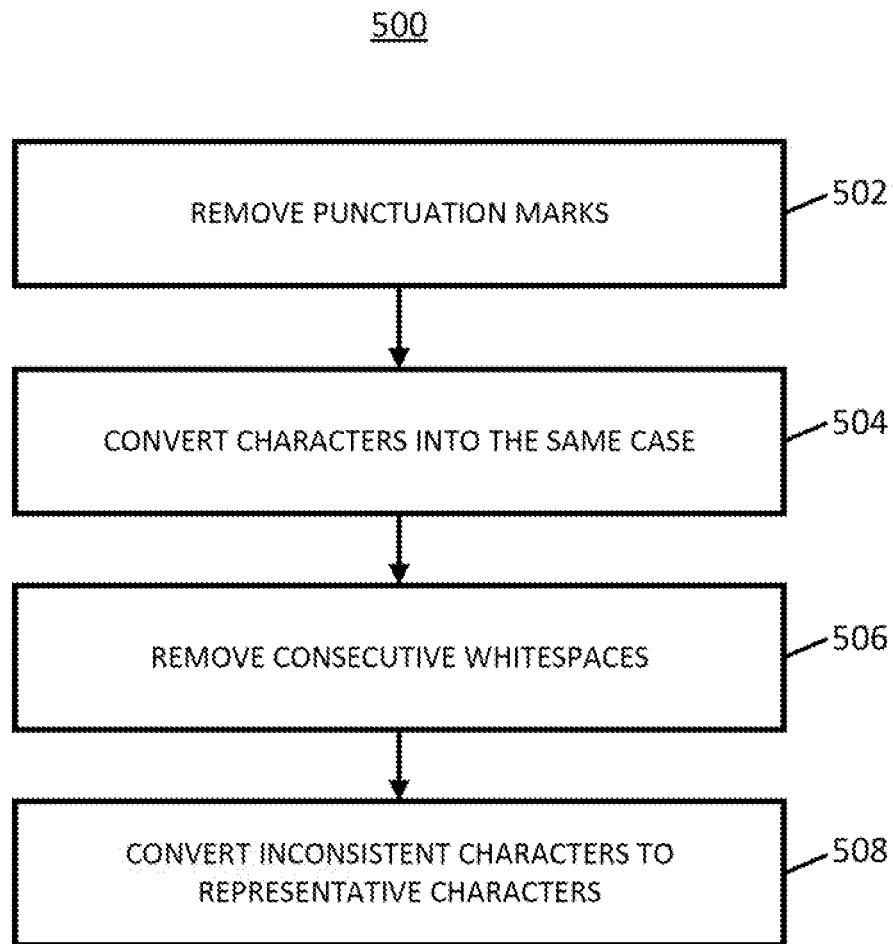 500
REMOVE PUNCTUATION MARKS
502
CONVERT CHARACTERS INTO THE SAME CASE
504
REMOVE CONSECUTIVE WHITESPACES
506
CONVERT INCONSISTENT CHARACTERS TO
REPRESENTATIVE CHARACTERS
508